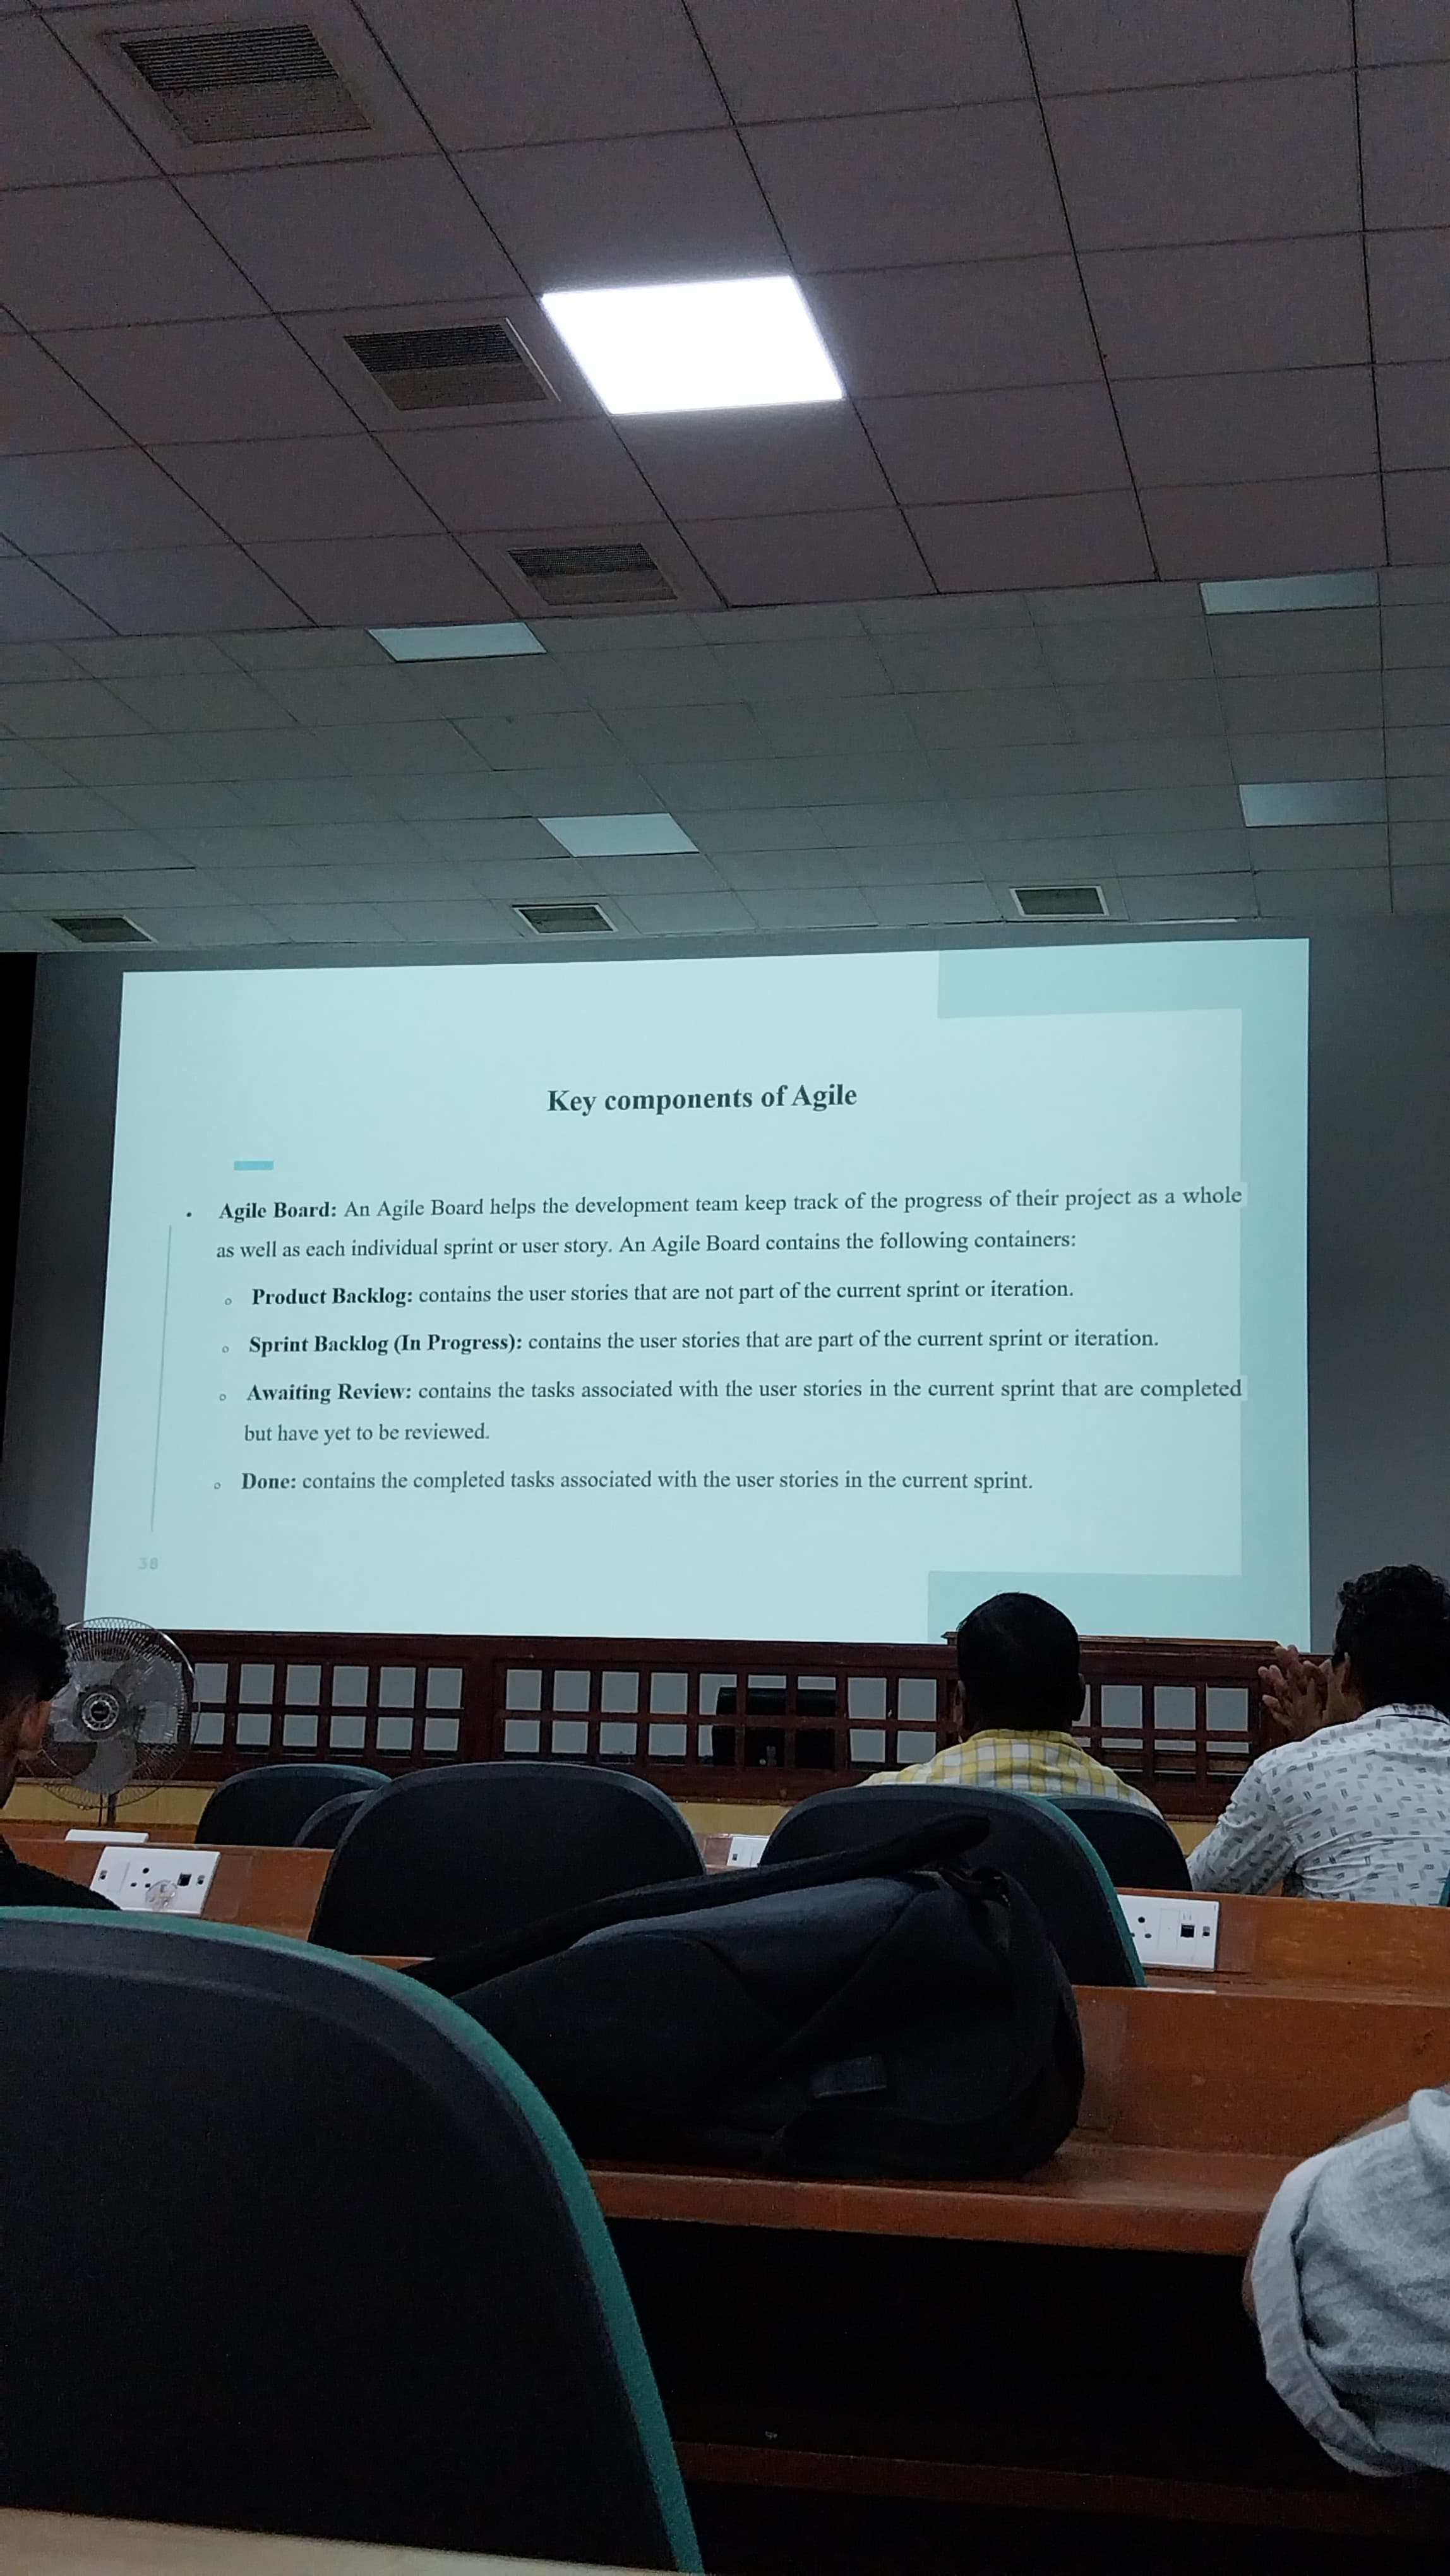 Key components of Agile
• Agile Board: An Agile Board helps the development team keep track of the progress of their project as a whole
as well as each individual sprint or user story. An Agile Board contains the following containers:
o Product Backlog: contains the user stories that are not part of the current sprint or iteration.
o Sprint Backlog (In Progress): contains the user stories that are part of the current sprint or iteration.
o Awaiting Review: contains the tasks associated with the user stories in the current sprint that are completed
but have yet to be reviewed.
o Done: contains the completed tasks associated with the user stories in the current sprint.
38